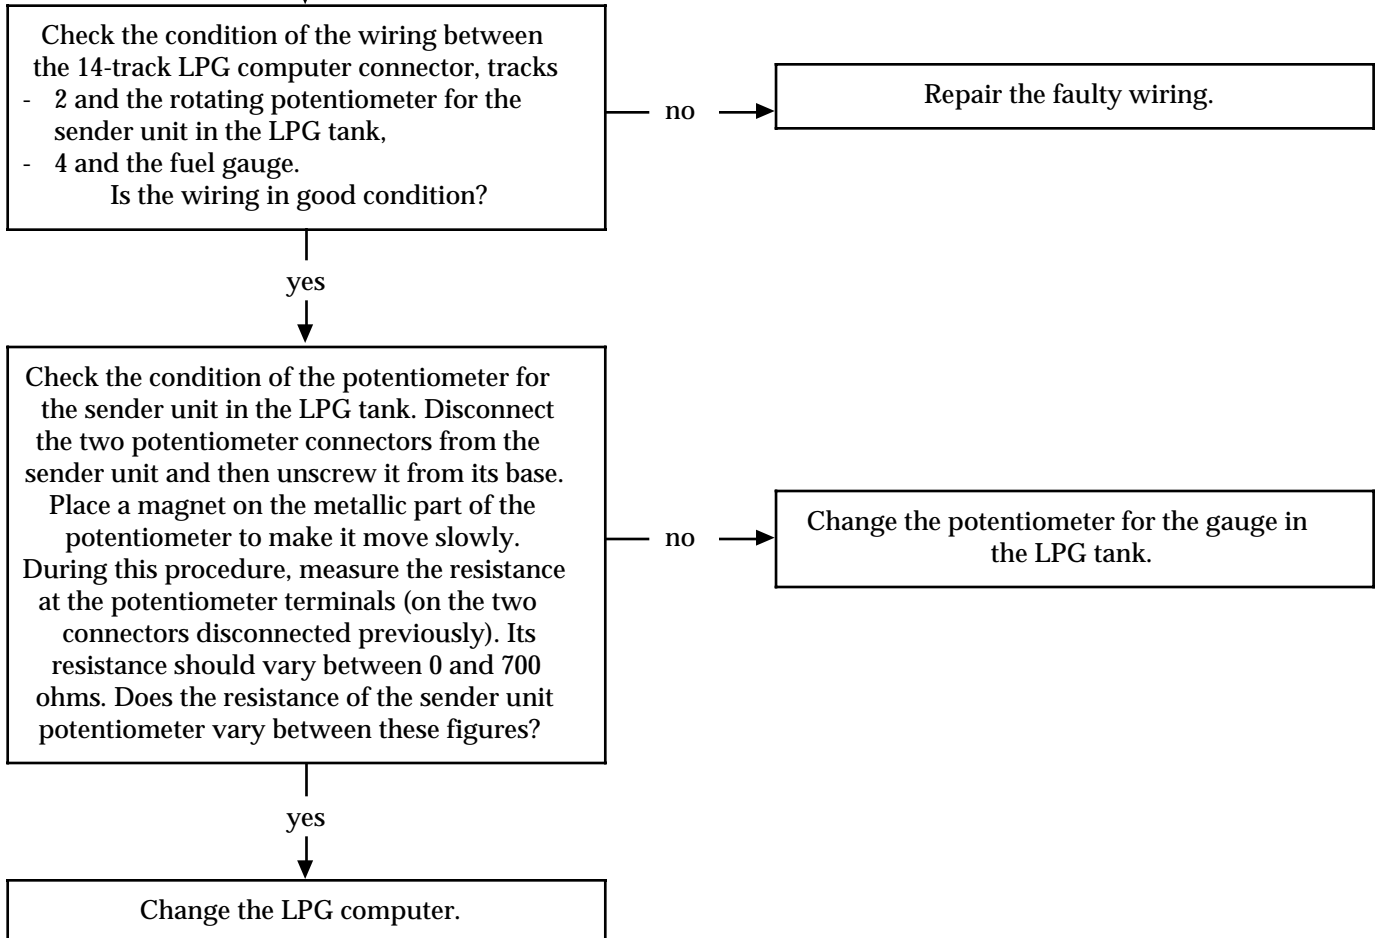 Check the condition of the wiring between
the 14-track LPG computer connector, tracks
- 2 and the rotating potentiometer for the
sender unit in the LPG tank,
- 4 and the fuel gauge.
Is the wiring in good condition?
no
Repair the faulty wiring.
yes
Check the condition of the potentiometer for
the sender unit in the LPG tank. Disconnect
the two potentiometer connectors from the
sender unit and then unscrew it from its base.
Place a magnet on the metallic part of the
potentiometer to make it move slowly.
During this procedure, measure the resistance
at the potentiometer terminals (on the two
connectors disconnected previously). Its
resistance should vary between 0 and 700
ohms. Does the resistance of the sender unit
potentiometer vary between these figures?
no
Change the potentiometer for the gauge in
the LPG tank.
yes
Change the LPG computer.